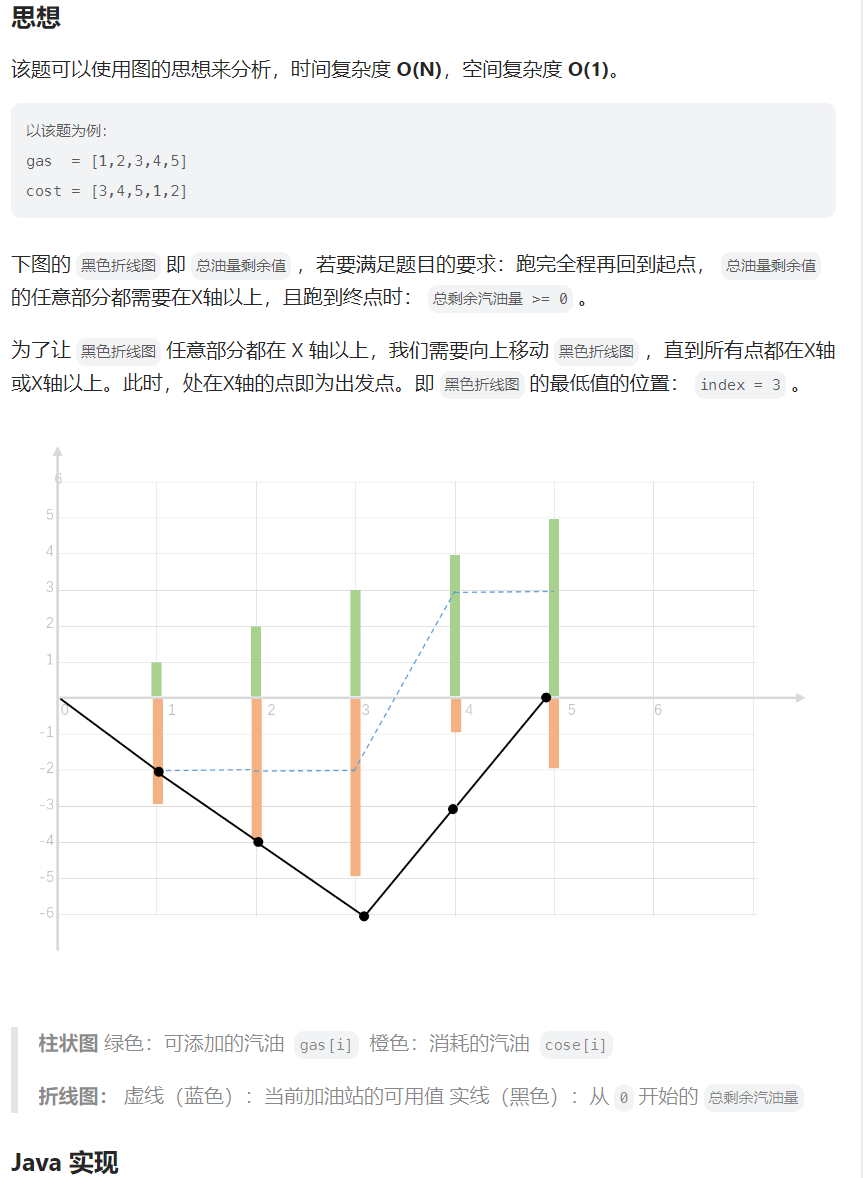 思想
该题可以使用图的思想来分析，时间复杂度 O(N)，空间复杂度 O(1)。
以该题为例：
gas  = [1,2,3,4,5]
cost = [3,4,5,1,2]
下图的 黑色折线图 即 总油量剩余值 ，若要满足题目的要求：跑完全程再回到起点， 总油量剩余值
的任意部分都需要在X轴以上，且跑到终点时： 总剩余汽油量 >= 0 。
为了让 黑色折线图 任意部分都在 X 轴以上，我们需要向上移动 黑色折线图 ，直到所有点都在X轴
或X轴以上。此时，处在X轴的点即为出发点。即 黑色折线图 的最低值的位置： index = 3 。
6
5
4
3
2
1
0 1 2 3 4 5 6
-1
-2
-3
-4
-5
-6
柱状图 绿色：可添加的汽油 gas[i] 橙色：消耗的汽油 cose[i]
折线图： 虚线（蓝色）：当前加油站的可用值 实线（黑色）：从 0 开始的 总剩余汽油量
Java 实现